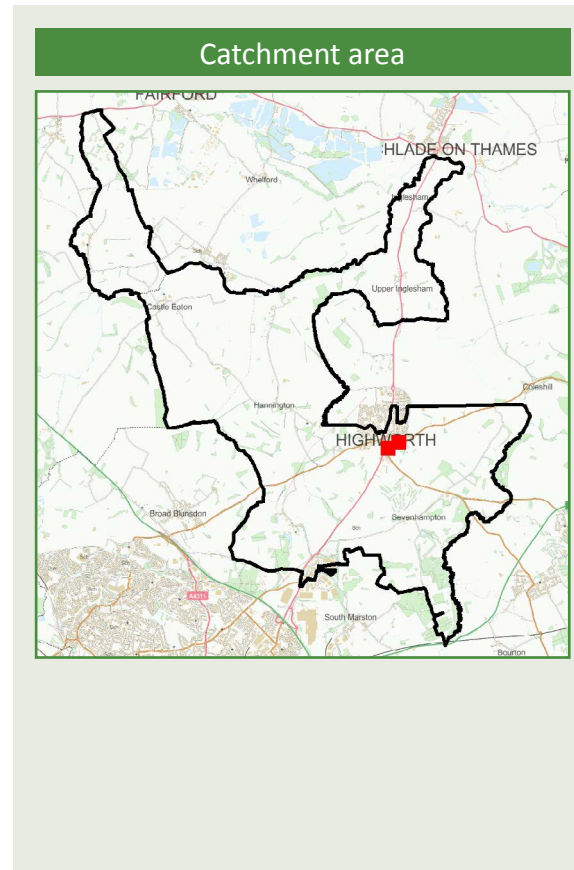 Catchment area
FAIRFORD
HLADE ON THAMES
Whelford
Inglesham
Upper Inglesham
Castle Eaton
Coleshill
Hannington
HIGHWORTH
Sevenhampton
Broad Blunsdon
A4311
South Marston
Bourton